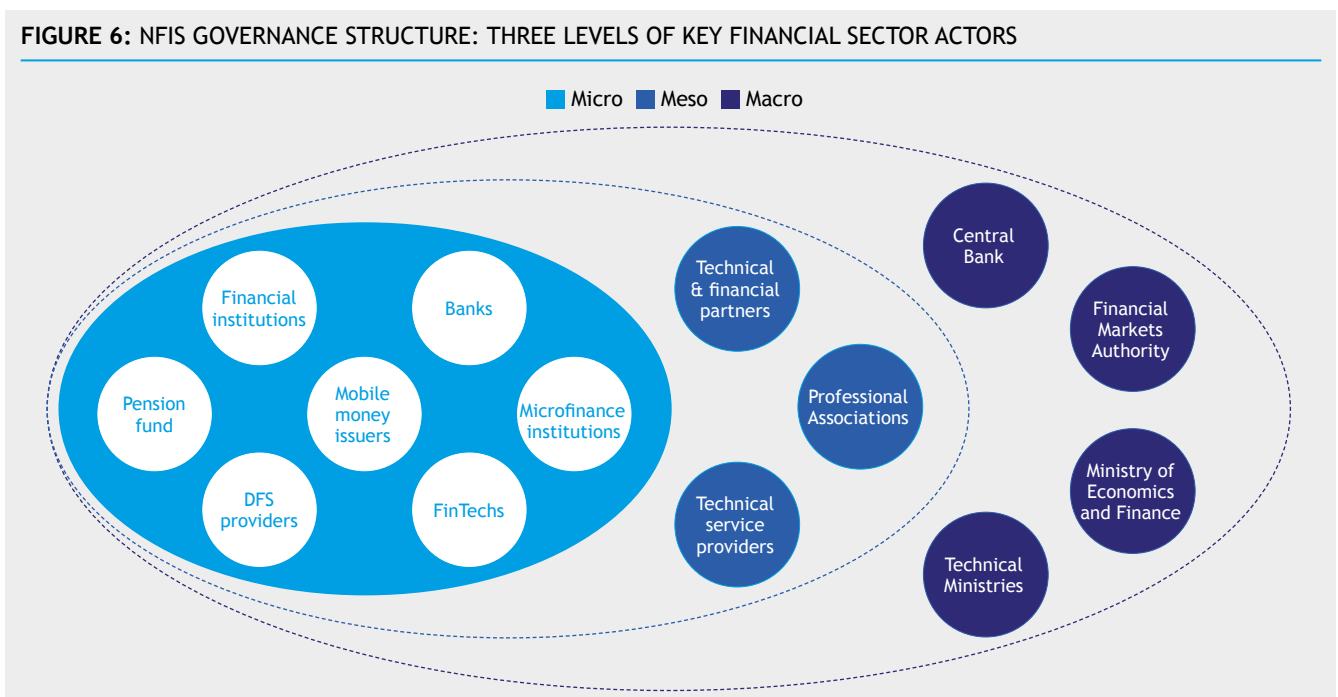 FIGURE 6: NFIS GOVERNANCE STRUCTURE: THREE LEVELS OF KEY FINANCIAL SECTOR ACTORS
Micro Meso Macro
Financial
institutions
Banks
Pension
fund
Mobile
money
issuers
Microfinance
institutions
DFS
providers
FinTechs
Technical
& financial
partners
Professional
Associations
Technical
service
providers
Central
Bank
Financial
Markets
Authority
Ministry of
Economics
and Finance
Technical
Ministries